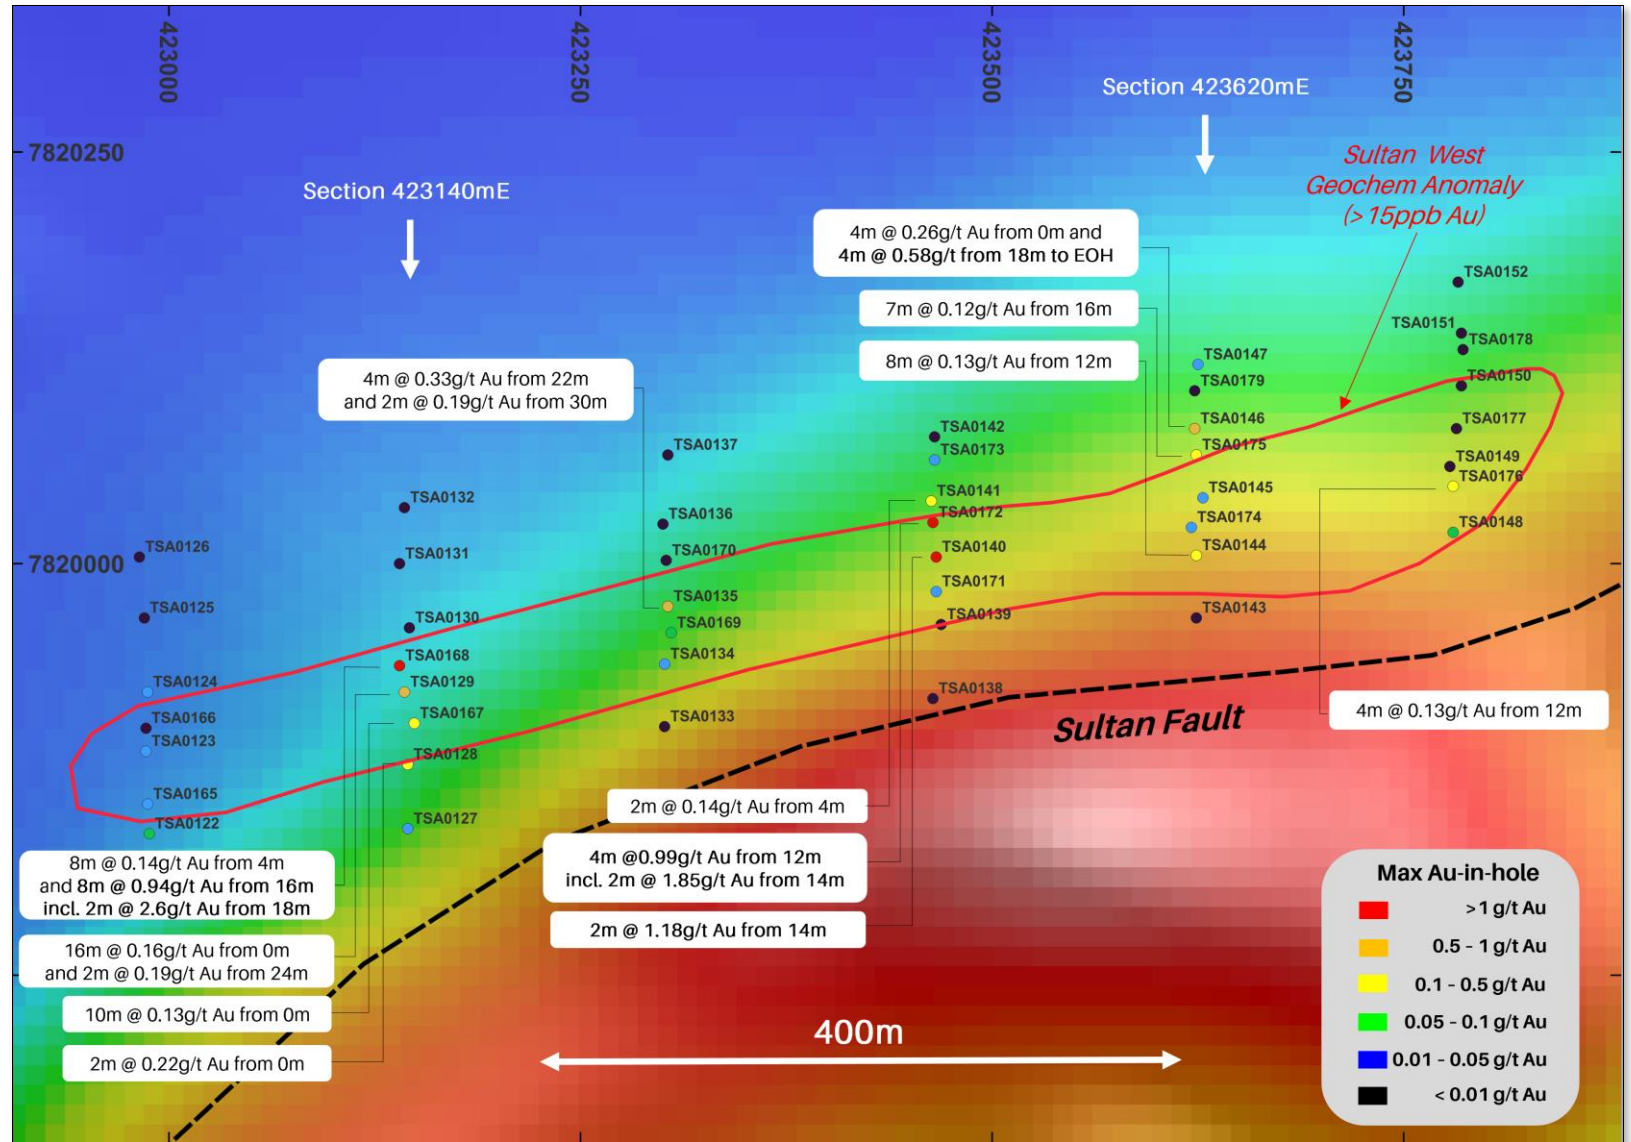 423000
423250
423500
423750
Section 423620mE
7820250
Sultan West
Geochem Anomaly
(>15ppb Au)
Section 423140mE
4m @ 0.26g/t Au from 0m and
4m @ 0.58g/t from 18m to EOH
7m @ 0.12g/t Au from 16m
8m @ 0.13g/t Au from 12m
4m @ 0.33g/t Au from 22m
and 2m @ 0.19g/t Au from 30m
TSA0152
TSA0151
TSA0178
TSA0150
TSA0177
TSA0149
TSA0176
TSA0148
TSA0147
TSA0179
TSA0146
TSA0175
TSA0145
TSA0174
TSA0144
TSA0143
TSA0142
TSA0173
TSA0141
TSA0172
TSA0140
TSA0171
TSA0139
TSA0138
TSA0137
TSA0136
TSA0170
TSA0135
TSA0169
TSA0134
TSA0133
TSA0132
TSA0131
TSA0130
TSA0168
TSA0129
TSA0167
TSA0128
TSA0127
7820000
TSA0126
TSA0125
TSA0124
TSA0166
TSA0123
TSA0165
TSA0122
Sultan Fault
4m @ 0.13g/t Au from 12m
2m @ 0.14g/t Au from 4m
4m @0.99g/t Au from 12m
incl. 2m @ 1.85g/t Au from 14m
2m @ 1.18g/t Au from 14m
8m @ 0.14g/t Au from 4m
and 8m @ 0.94g/t Au from 16m
incl. 2m @ 2.6g/t Au from 18m
16m @ 0.16g/t Au from 0m
and 2m @ 0.19g/t Au from 24m
10m @ 0.13g/t Au from 0m
2m @ 0.22g/t Au from 0m
400m
Max Au-in-hole
>1 g/t Au
0.5 - 1 g/t Au
0.1 - 0.5 g/t Au
0.05 - 0.1 g/t Au
0.01 - 0.05 g/t Au
< 0.01 g/t Au